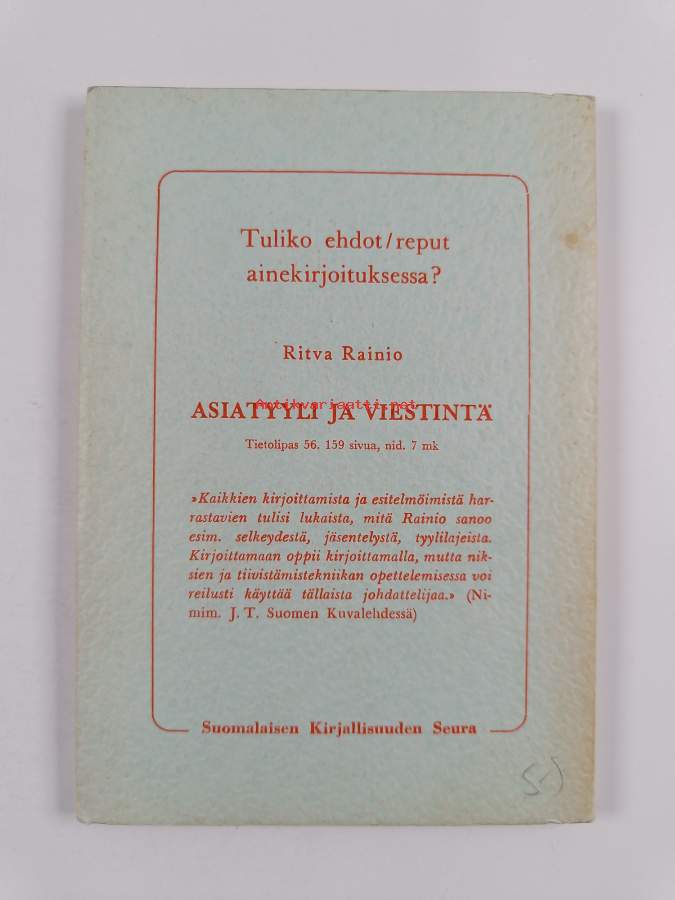 Tuliko ehdot/reput
ainekirjoituksessa?
Ritva Rainio
Antikvariaatti.net
ASIATYYLI JA VIESTINTÄ
Tietolipas 56. 159 sivua, nid. 7 mk
»Kaikkien kirjoittamista ja esitelmöimistä har-
rastavien tulisi lukaista, mitä Rainio sanoo
esim. selkeydestä, jäsentelystä, tyylilajeista.
Kirjoittamaan oppii kirjoittamalla, mutta nik-
sien ja tiivistämistekniikan opettelemisessa voi
reilusti käyttää tällaista johdattelijaa.» (Ni-
mim. J. T. Suomen Kuvalehdessä)
Suomalaisen Kirjallisuuden Seura